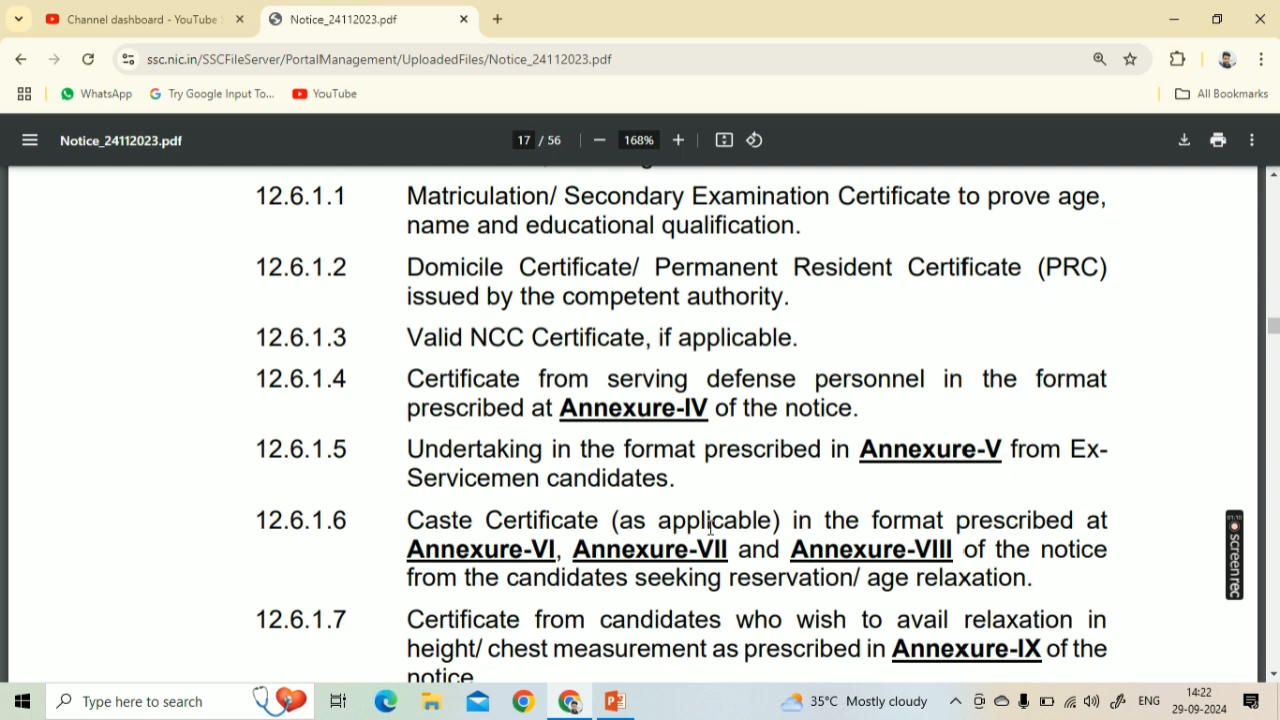 Channel dashboard - YouTube
Notice_24112023.pdf
ssc.nic.in/SSCFileServer/PortalManagement/UploadedFiles/Notice_24112023.pdf
WhatsApp
Try Google Input To...
YouTube
All Bookmarks
Notice_24112023.pdf
17 / 56
168%
12.6.1.1 Matriculation/ Secondary Examination Certificate to prove age,
name and educational qualification.
12.6.1.2 Domicile Certificate/ Permanent Resident Certificate (PRC)
issued by the competent authority.
12.6.1.3 Valid NCC Certificate, if applicable.
12.6.1.4 Certificate from serving defense personnel in the format
prescribed at Annexure-IV of the notice.
12.6.1.5 Undertaking in the format prescribed in Annexure-V from Ex-
Servicemen candidates.
12.6.1.6 Caste Certificate (as applicable) in the format prescribed at
Annexure-VI, Annexure-VII and Annexure-VIII of the notice
from the candidates seeking reservation/ age relaxation.
12.6.1.7 Certificate from candidates who wish to avail relaxation in
height/ chest measurement as prescribed in Annexure-IX of the
notice
screenrec
Type here to search
35°C Mostly cloudy
ENG
14:22
29-09-2024